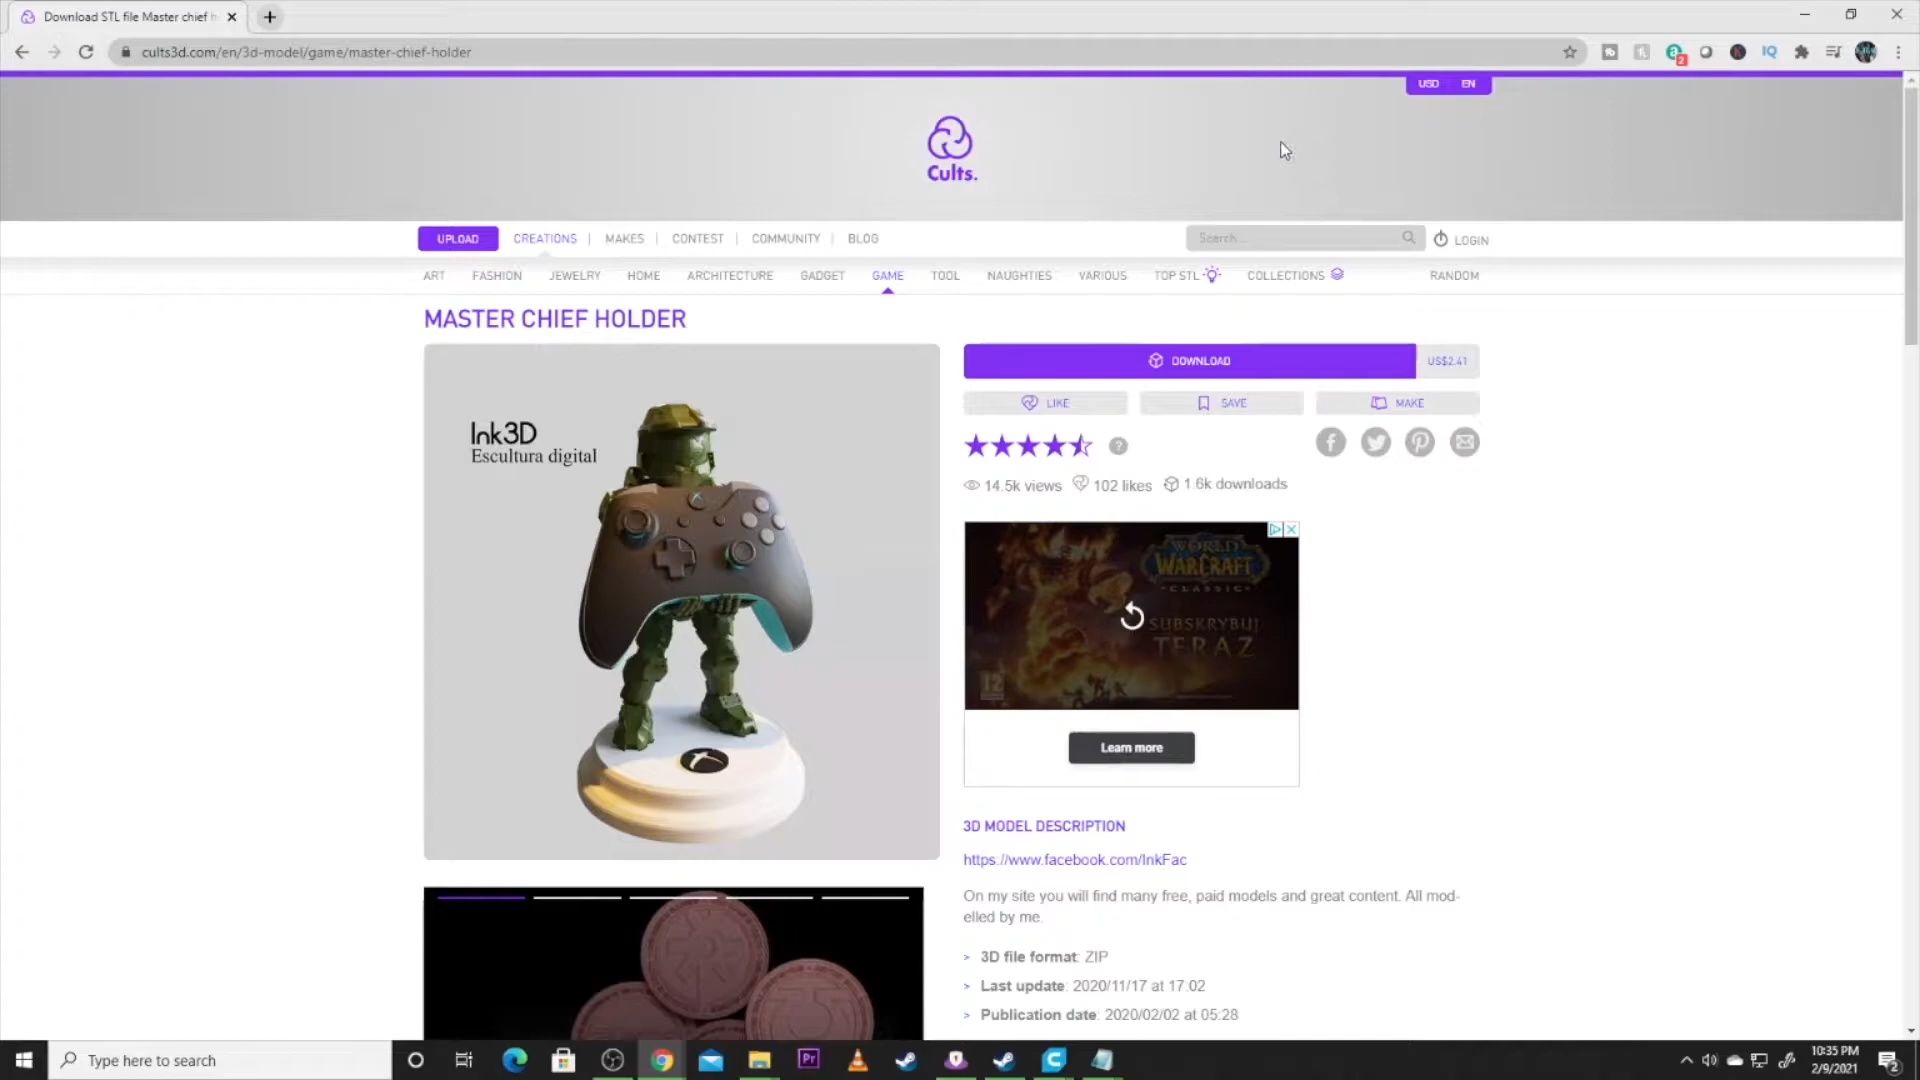 Download STL file Master chief h
cults3d.com/en/3d-model/game/master-chief-holder
USD EN
Cults.
UPLOAD CREATIONS | MAKES | CONTEST | COMMUNITY | BLOG
Search...
LOGIN
ART FASHION JEWELRY HOME ARCHITECTURE GADGET GAME TOOL NAUGHTIES VARIOUS TOP STL COLLECTIONS RANDOM
MASTER CHIEF HOLDER
DOWNLOAD US$2.41
LIKE SAVE MAKE
14.5k views 102 likes 1.6k downloads
Ink3D
Escultura digital
WORLD
WARCRAFT
CLASSIC
SUBSKRYBUJ
TERAZ
12
Learn more
3D MODEL DESCRIPTION
https://www.facebook.com/InkFac
On my site you will find many free, paid models and great content. All mod-
elled by me.
> 3D file format: ZIP
> Last update: 2020/11/17 at 17:02
> Publication date: 2020/02/02 at 05:28
Type here to search
Pr
10:35 PM
2/9/2021
2